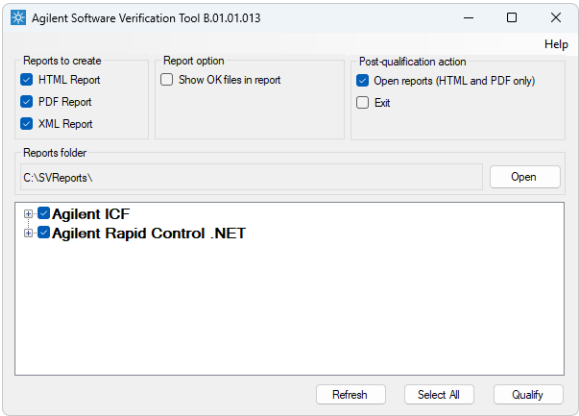 Agilent Software Verification Tool B.01.01.013
Help
Reports to create
HTML Report
PDF Report
XML Report
Report option
Show OK files in report
Post-qualification action
Open reports (HTML and PDF only)
Exit
Reports folder
C:\SVReports\
Open
Agilent ICF
Agilent Rapid Control .NET
Refresh
Select All
Qualify